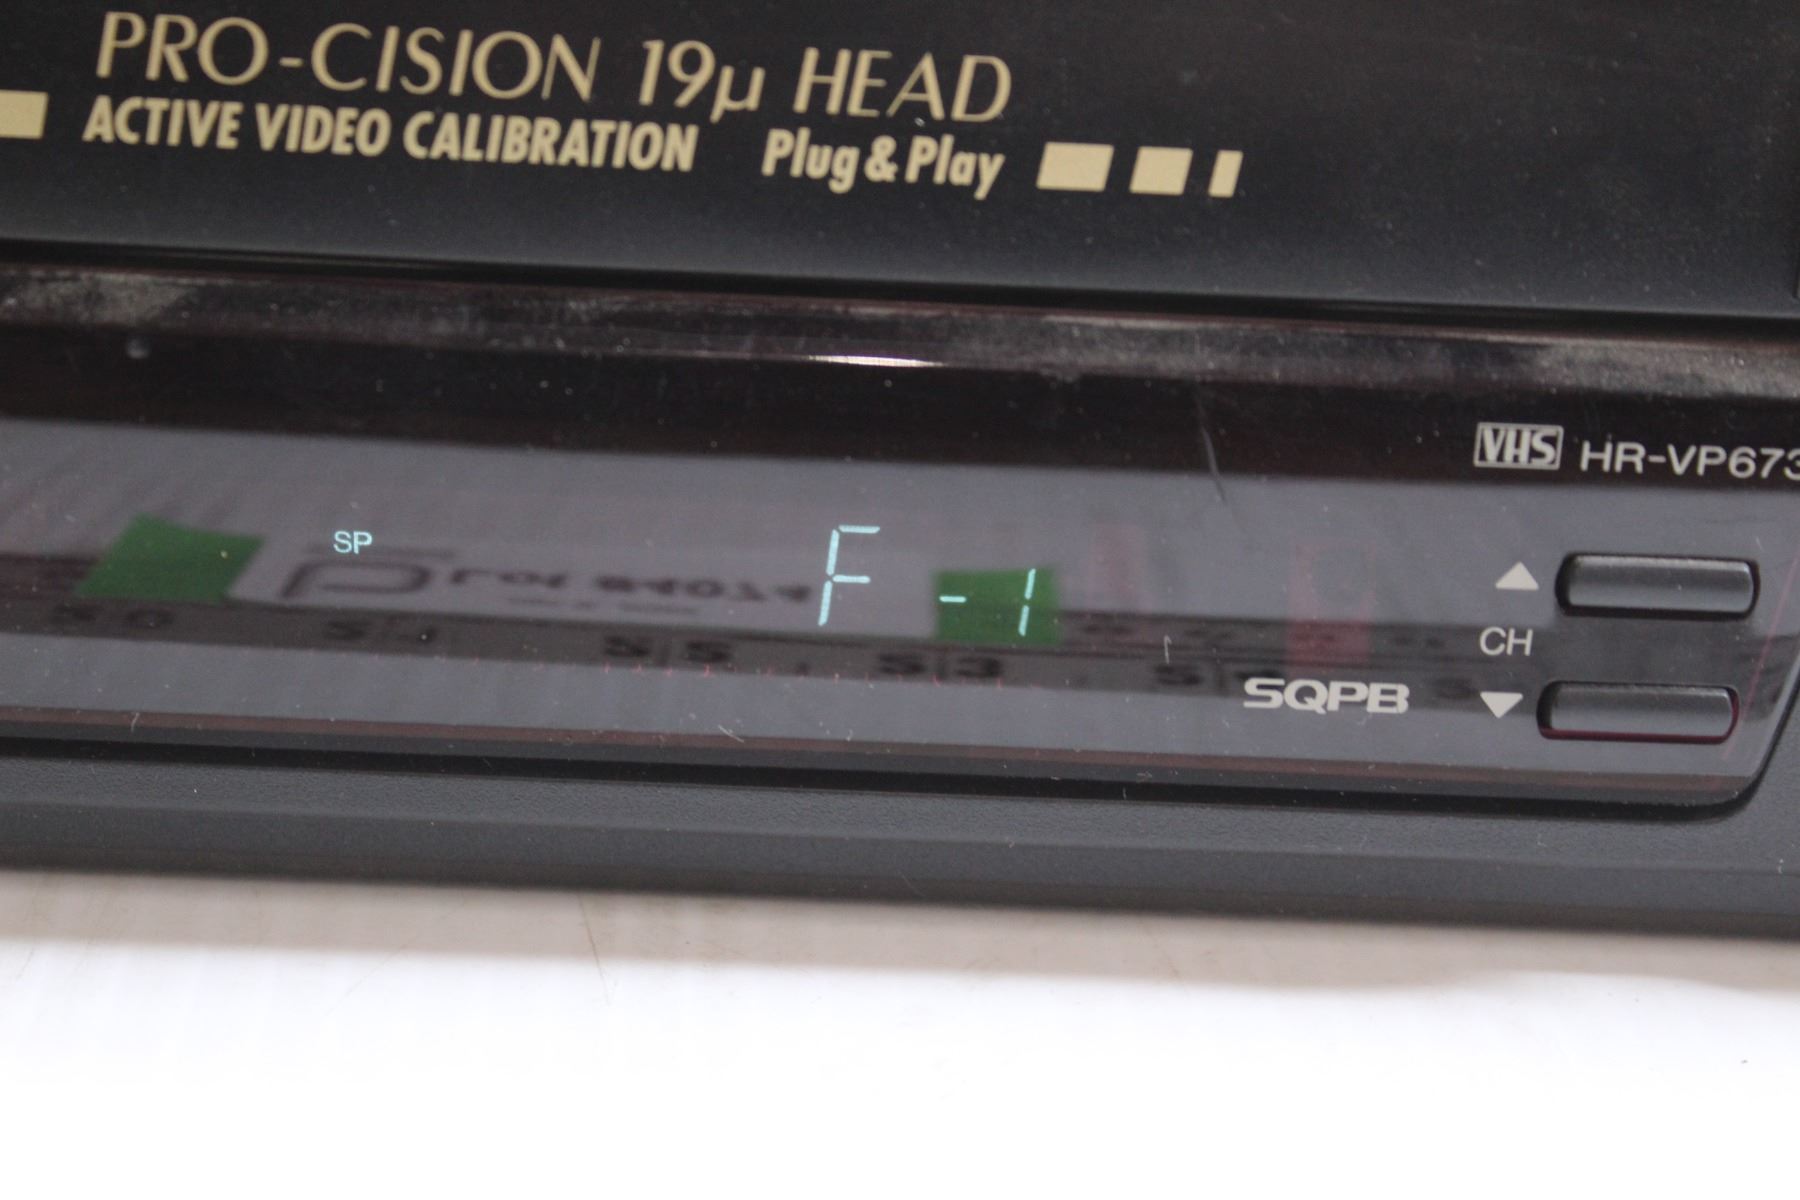 PRO-CISION 19µ HEAD
ACTIVE VIDEO CALIBRATION Plug & Play
VHS HR-VP673
SP F -1
CH
SQPB